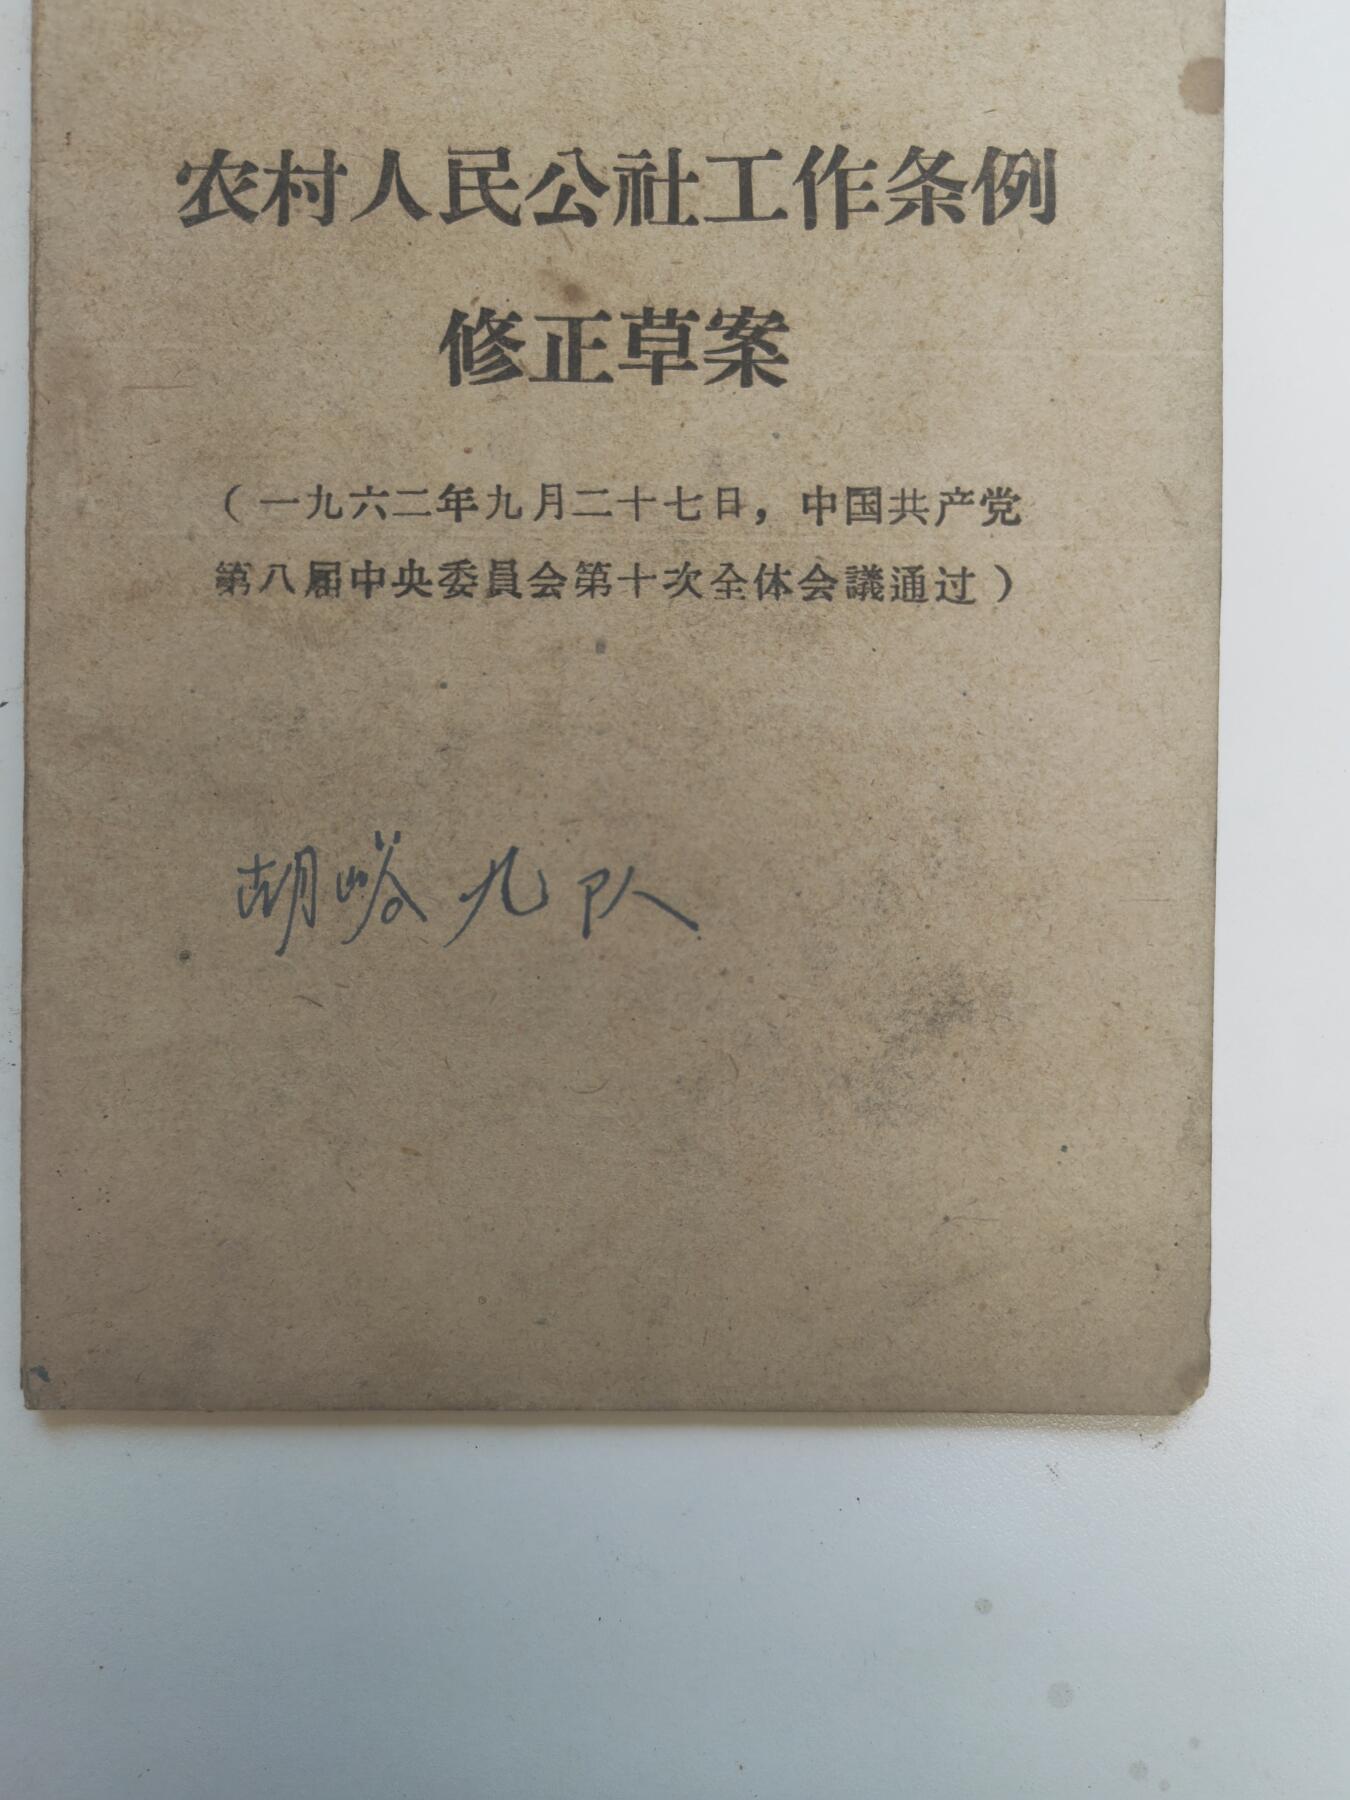 农村人民公社工作条例
修正草案
（一九六二年九月二十七日，中国共产党
第八届中央委員会第十次全体会議通过）
胡峪九队